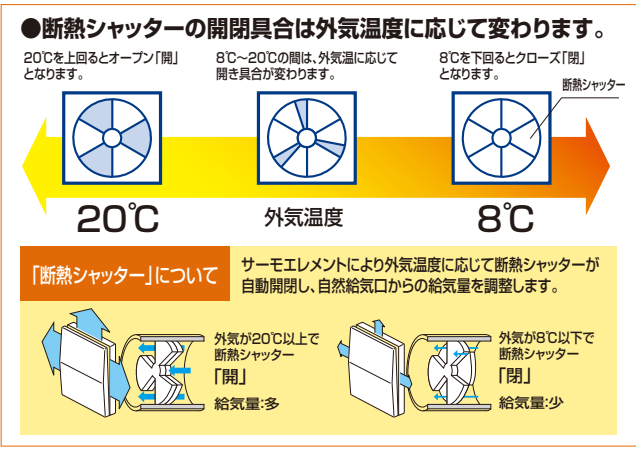 ●断熱シャッターの開閉具合は外気温度に応じて変わります。
20℃を上回るとオープン「開」
となります。
8℃〜20℃の間は、外気温に応じて
開き具合が変わります。
8℃を下回るとクローズ「閉」
となります。
断熱シャッター
20℃
外気温度
8℃
「断熱シャッター」について
サーモエレメントにより外気温度に応じて断熱シャッターが
自動開閉し、自然給気口からの給気量を調整します。
外気が20℃以上で
断熱シャッター
「開」
給気量:多
外気が8℃以下で
断熱シャッター
「閉」
給気量:少